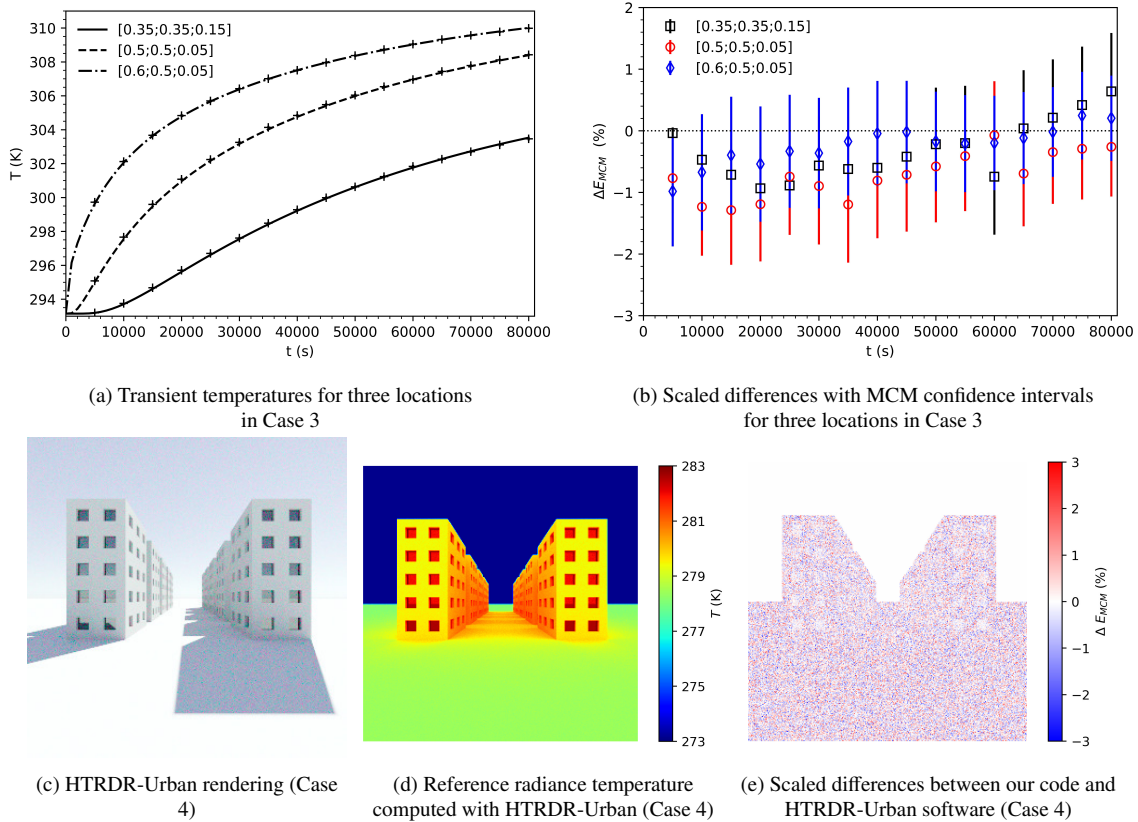 310
308
306
304
302
300
298
296
294
T (K)
[0.35;0.35;0.15]
[0.5;0.5;0.05]
[0.6;0.5;0.05]
0 10000 20000 30000 40000 50000 60000 70000 80000
t (s)
2
1
0
−1
−2
−3
ΔE_MCM (%)
[0.35;0.35;0.15]
[0.5;0.5;0.05]
[0.6;0.5;0.05]
0 10000 20000 30000 40000 50000 60000 70000 80000
t (s)
(a) Transient temperatures for three locations
in Case 3
(b) Scaled differences with MCM confidence intervals
for three locations in Case 3
283
281
279
277
275
273
T (K)
3
2
1
0
−1
−2
−3
Δ E_MCM (%)
(c) HTRDR-Urban rendering (Case
4)
(d) Reference radiance temperature
computed with HTRDR-Urban (Case 4)
(e) Scaled differences between our code and
HTRDR-Urban software (Case 4)